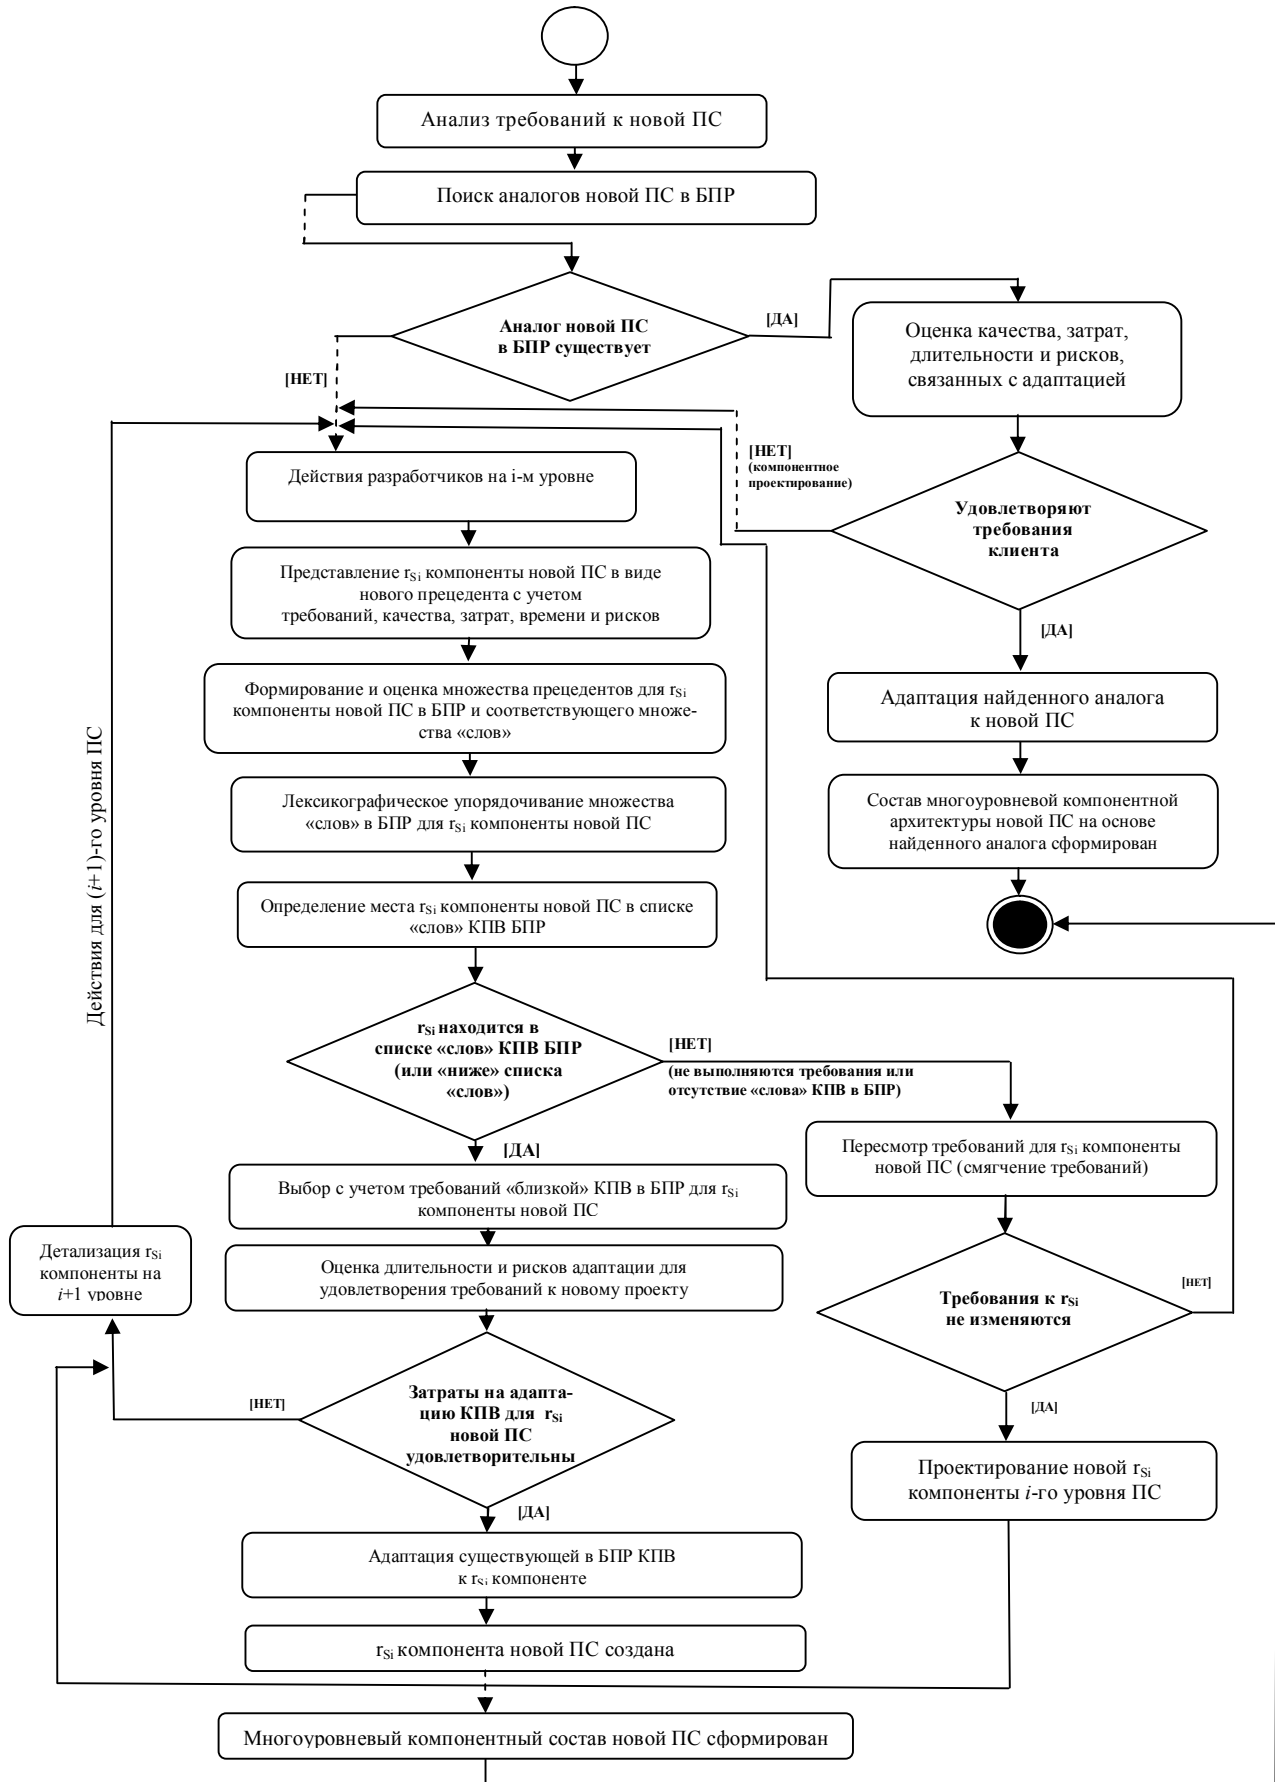 Анализ требований к новой ПС
Поиск аналогов новой ПС в БПР
Аналог новой ПС
в БПР существует
[ДА]
[НЕТ]
Оценка качества, затрат,
длительности и рисков,
связанных с адаптацией
[НЕТ]
(компонентное
проектирование)
Удовлетворяют
требования
клиента
[ДА]
Адаптация найденного аналога
к новой ПС
Состав многоуровневой компонентной
архитектуры новой ПС на основе
найденного аналога сформирован
Действия разработчиков на i-м уровне
Представление rSi компоненты новой ПС в виде
нового прецедента с учетом
требований, качества, затрат, времени и рисков
Формирование и оценка множества прецедентов для rSi
компоненты новой ПС в БПР и соответствующего множе-
ства «слов»
Лексикографическое упорядочивание множества
«слов» в БПР для rSi компоненты новой ПС
Определение места rSi компоненты новой ПС в списке
«слов» КПВ БПР
rSi находится в
списке «слов» КПВ БПР
(или «ниже» списка
«слов»)
[НЕТ]
(не выполняются требования или
отсутствие «слова» КПВ в БПР)
[ДА]
Пересмотр требований для rSi компоненты
новой ПС (смягчение требований)
Требования к rSi
не изменяются
[НЕТ]
[ДА]
Проектирование новой rSi
компоненты i-го уровня ПС
Выбор с учетом требований «близкой» КПВ в БПР для rSi
компоненты новой ПС
Оценка длительности и рисков адаптации для
удовлетворения требований к новому проекту
Затраты на адапта-
цию КПВ для rSi
новой ПС
удовлетворительны
[НЕТ]
[ДА]
Действия для (i+1)-го уровня ПС
Детализация rSi
компоненты на
i+1 уровне
Адаптация существующей в БПР КПВ
к rSi компоненте
rSi компонента новой ПС создана
Многоуровневый компонентный состав новой ПС сформирован